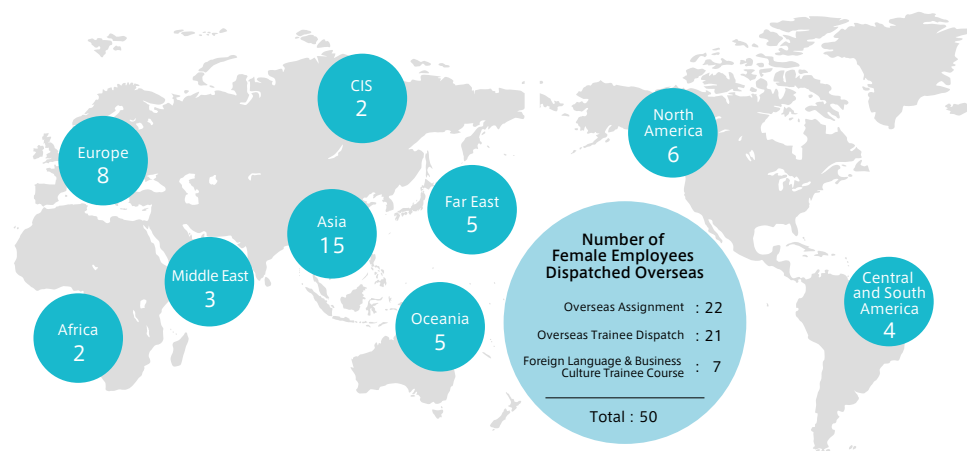 CIS
2
North
America
6
Europe
8
Far East
5
Asia
15
Number of
Female Employees
Dispatched Overseas
Overseas Assignment : 22
Overseas Trainee Dispatch : 21
Foreign Language & Business
Culture Trainee Course : 7
Total : 50
Middle East
3
Central
and South
America
4
Africa
2
Oceania
5